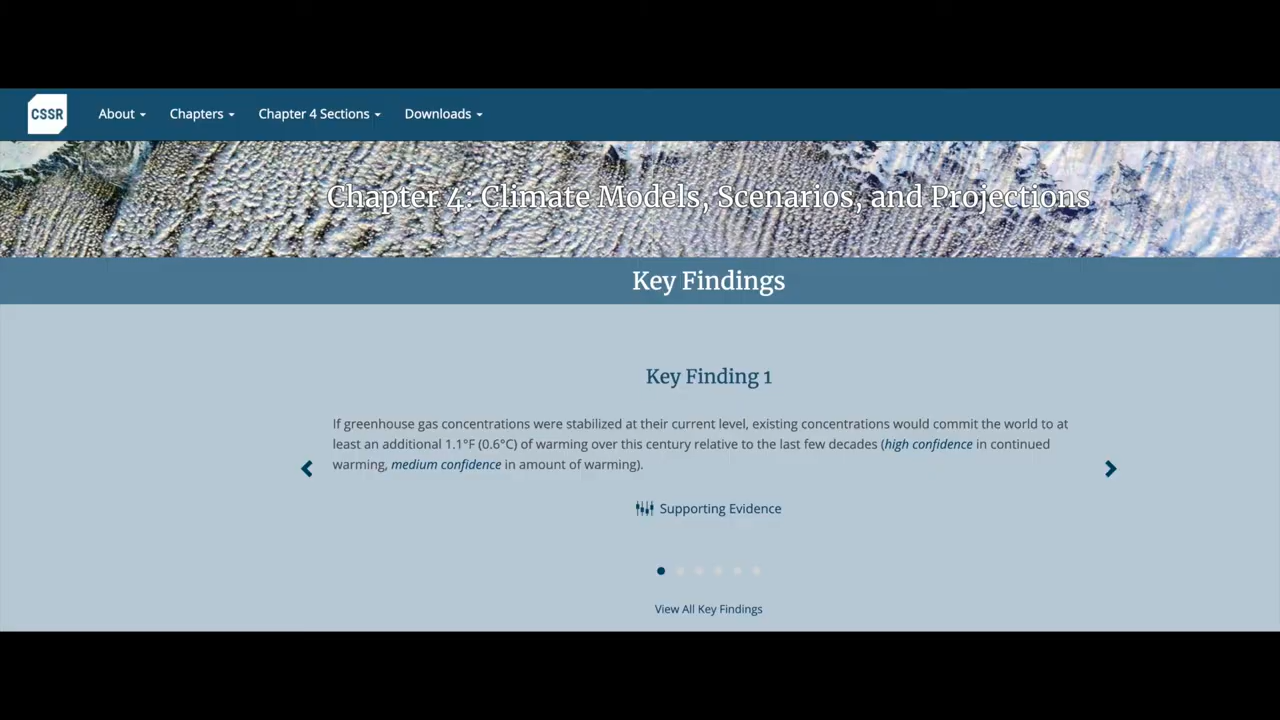 CSSR About Chapters Chapter 4 Sections Downloads
Chapter 4: Climate Models, Scenarios, and Projections
Key Findings
Key Finding 1
If greenhouse gas concentrations were stabilized at their current level, existing concentrations would commit the world to at
least an additional 1.1°F (0.6°C) of warming over this century relative to the last few decades (high confidence in continued
warming, medium confidence in amount of warming).
Supporting Evidence
View All Key Findings